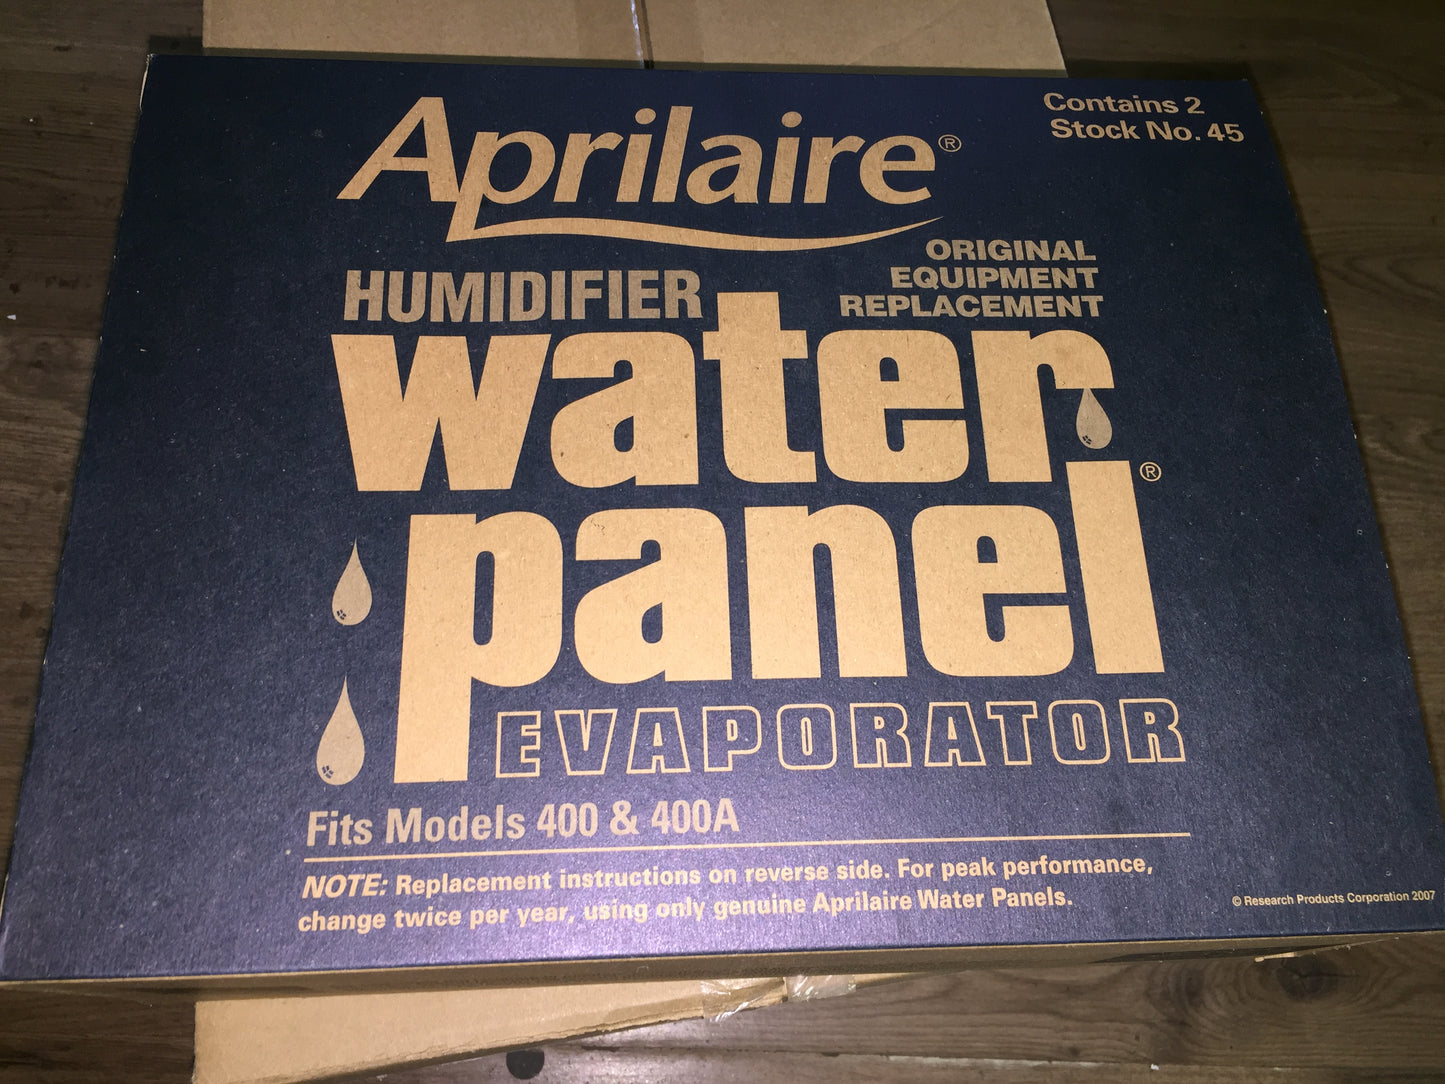 Aprilaire®
Contains 2
Stock No. 45
ORIGINAL
EQUIPMENT
REPLACEMENT
HUMIDIFIER
water
panel®
EVAPORATOR
Fits Models 400 & 400A
NOTE: Replacement instructions on reverse side. For peak performance,
change twice per year, using only genuine Aprilaire Water Panels.
© Research Products Corporation 2007